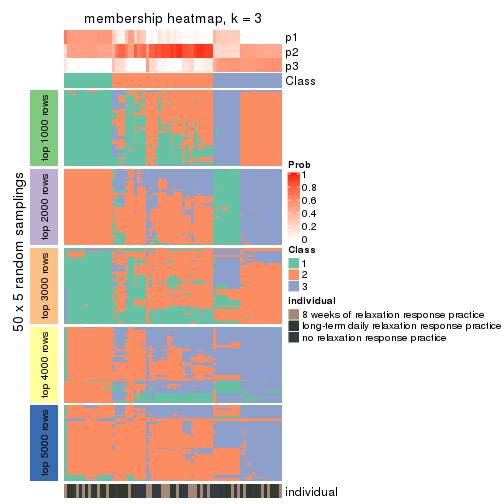 membership heatmap, k = 3
p1
p2
p3
Class
50 x 5 random samplings
top 1000 rows
top 2000 rows
top 3000 rows
top 4000 rows
top 5000 rows
individual
Prob
1
0.8
0.6
0.4
0.2
0
Class
1
2
3
individual
8 weeks of relaxation response practice
long-term daily relaxation response practice
no relaxation response practice